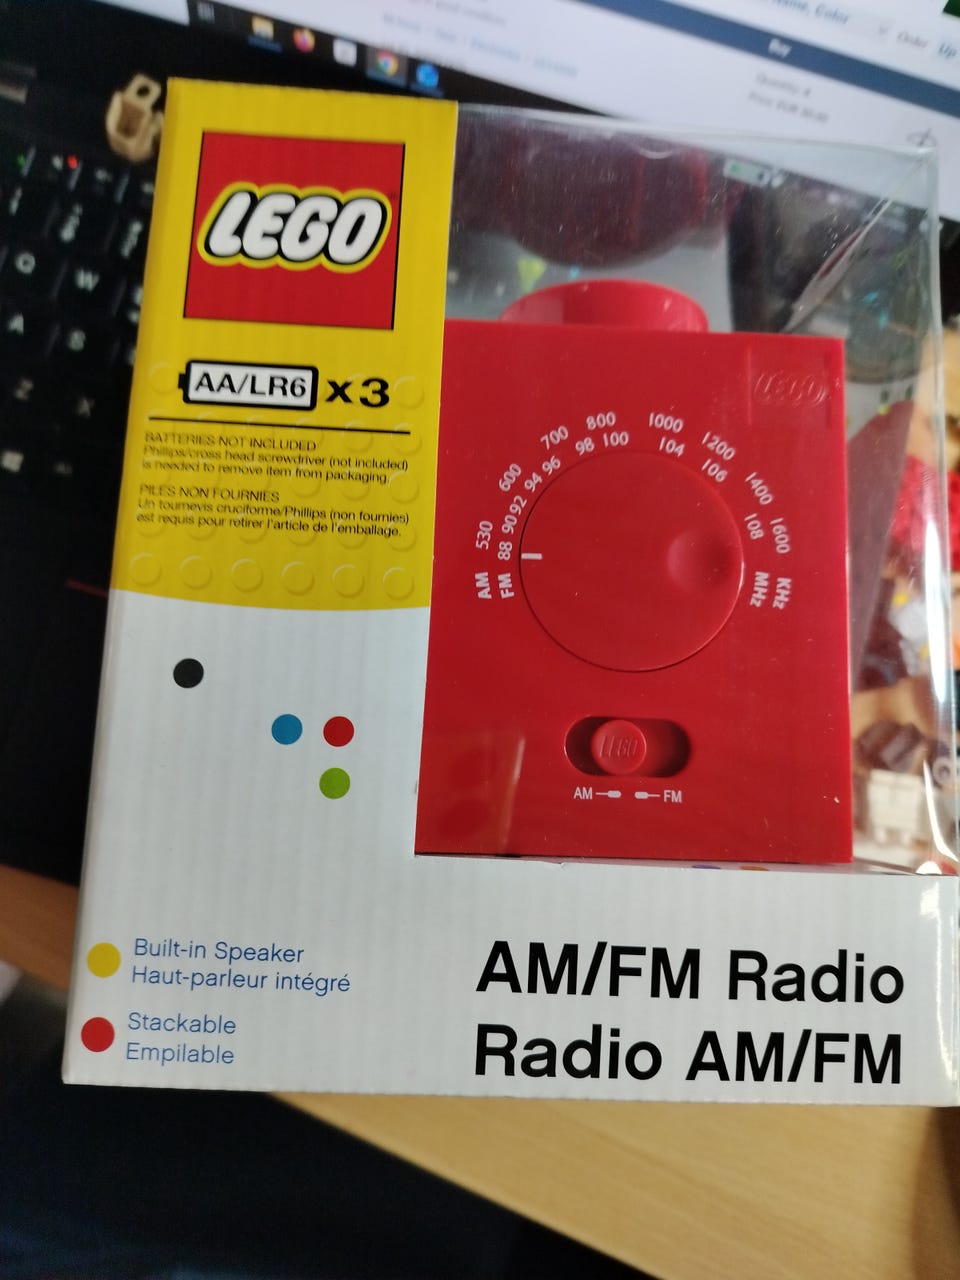 LEGO
AA/LR6 x3
BATTERIES NOT INCLUDED
Phillips/cross head screwdriver (not included)
is needed to remove item from packaging.
PILES NON FOURNIES
Un tournevis cruciforme/Phillips (non fournies)
est requis pour retirer l'article de l'emballage.
LEGO
AM 530 600 700 800 1000 1200 1400 1600 KHz
FM 88 90 92 94 96 98 100 104 106 108 MHz
LEGO
AM FM
Built-in Speaker
Haut-parleur intégré
Stackable
Empilable
AM/FM Radio
Radio AM/FM
Color
Order
Up
Buy
Q W
A S
Z X